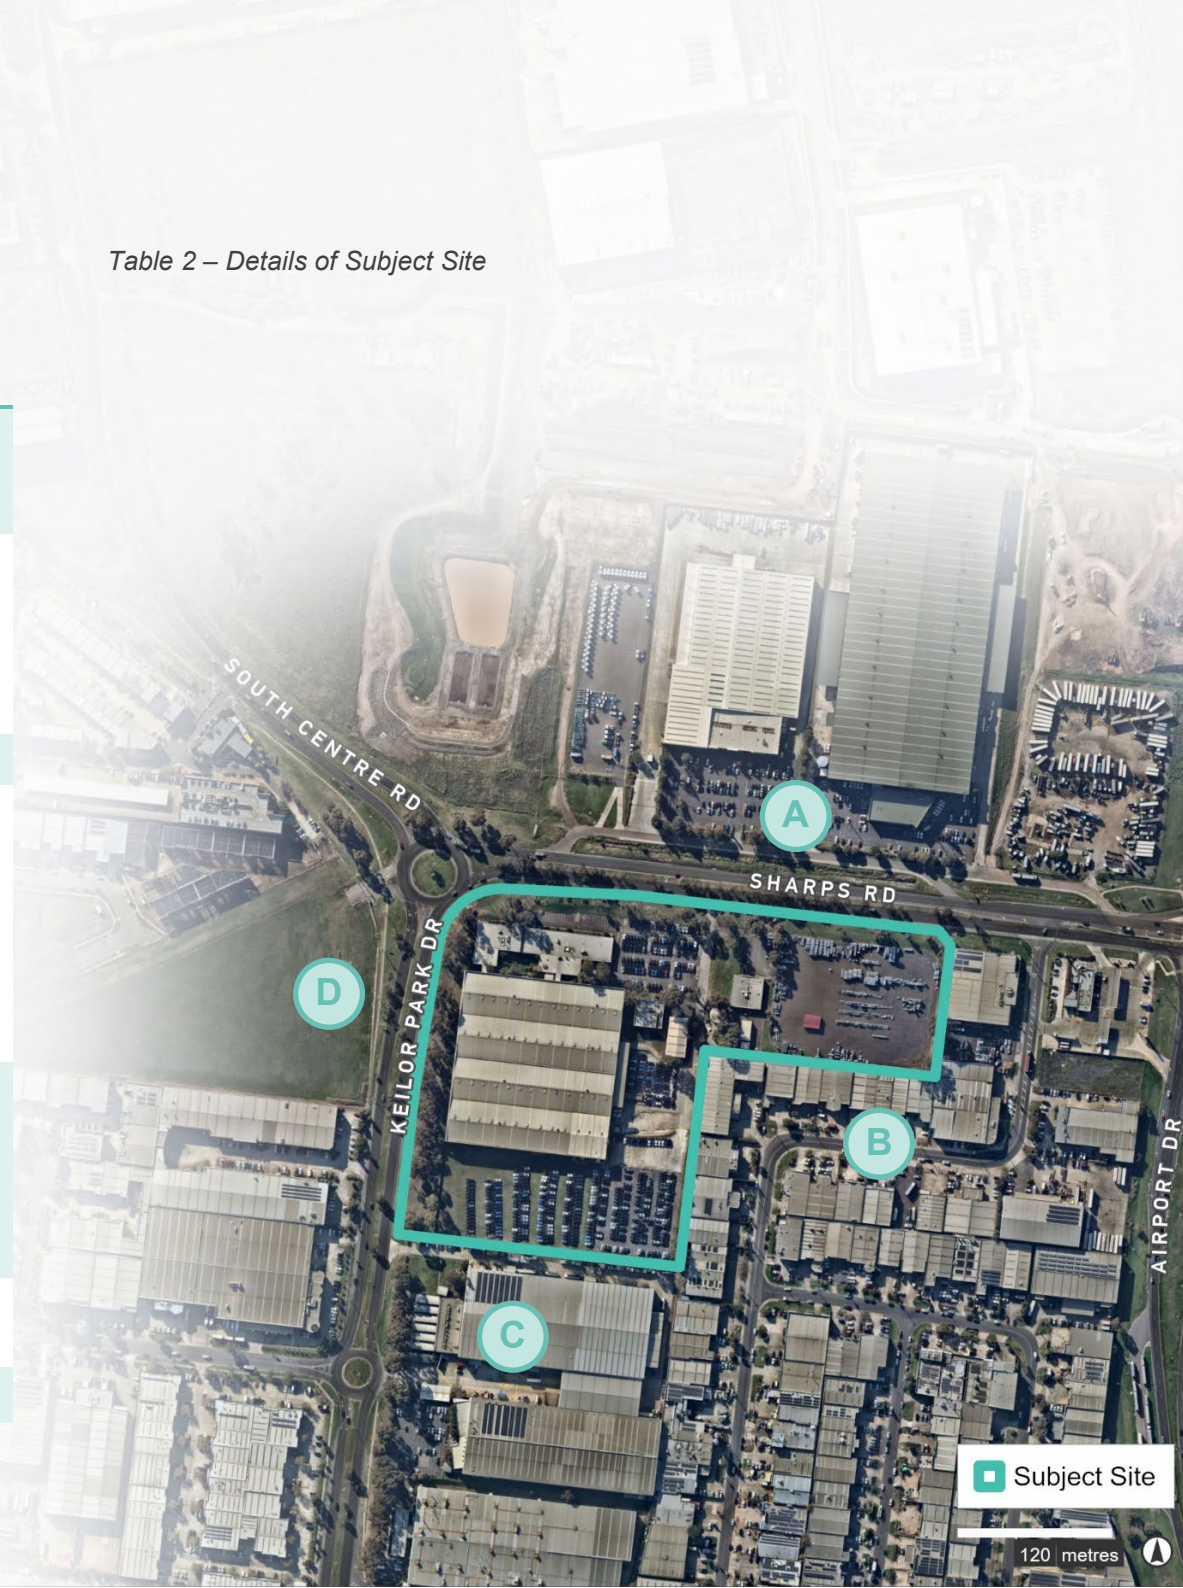 Table 2 – Details of Subject Site
SOUTH CENTRE RD
A
SHARPS RD
KEILOR PARK DR
D
B
AIRPORT DR
C
Subject Site
120 metres